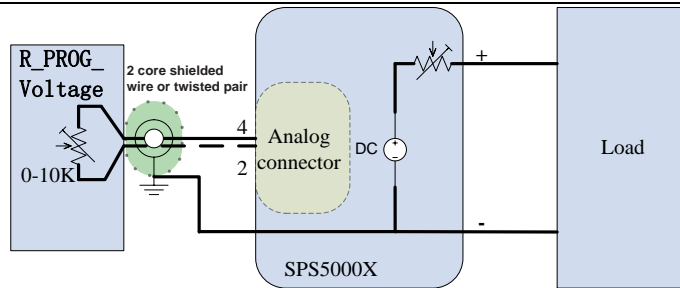 R_PROG_
Voltage
0-10K
2 core shielded
wire or twisted pair
4
2
Analog
connector
DC
+
-
+
-
SPS5000X
Load